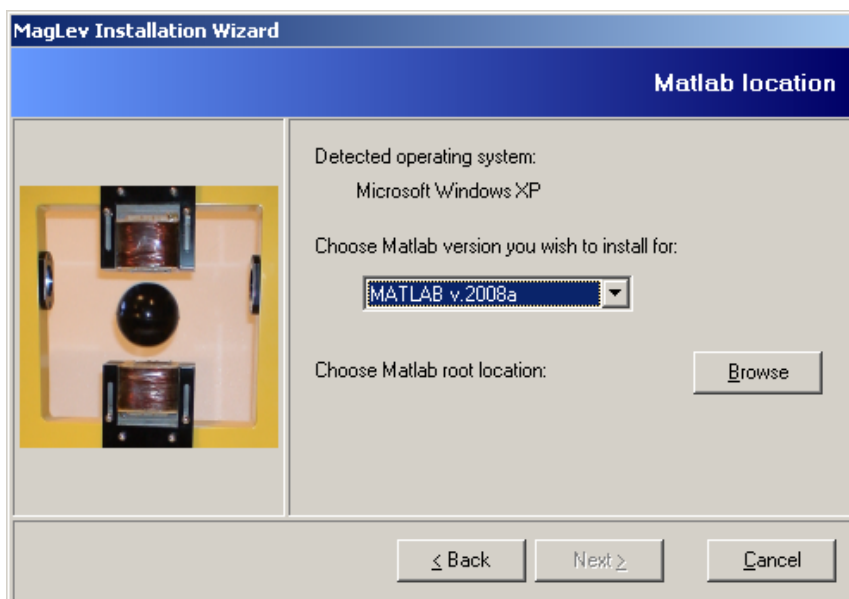 MagLev Installation Wizard
Matlab location
Detected operating system:
Microsoft Windows XP
Choose Matlab version you wish to install for:
MATLAB v.2008a
Choose Matlab root location:
Browse
< Back
Next >
Cancel